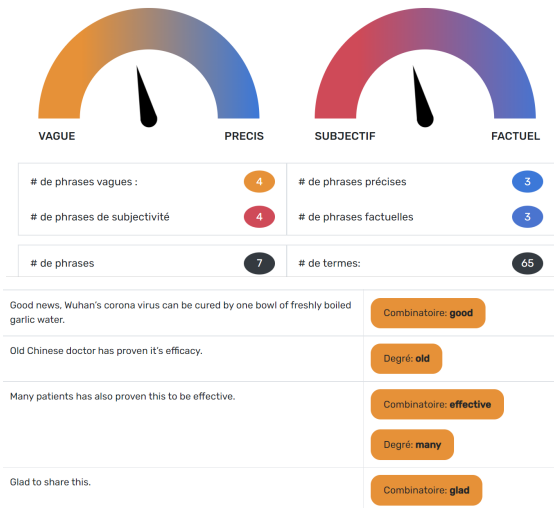 VAGUE PRECIS SUBJECTIF FACTUEL
# de phrases vagues : 4 # de phrases précises 3
# de phrases de subjectivité 4 # de phrases factuelles 3
# de phrases 7 # de termes: 65
Good news, Wuhan's corona virus can be cured by one bowl of freshly boiled
garlic water.
Combinatoire: good
Old Chinese doctor has proven it's efficacy.
Degré: old
Many patients has also proven this to be effective.
Combinatoire: effective
Degré: many
Glad to share this.
Combinatoire: glad